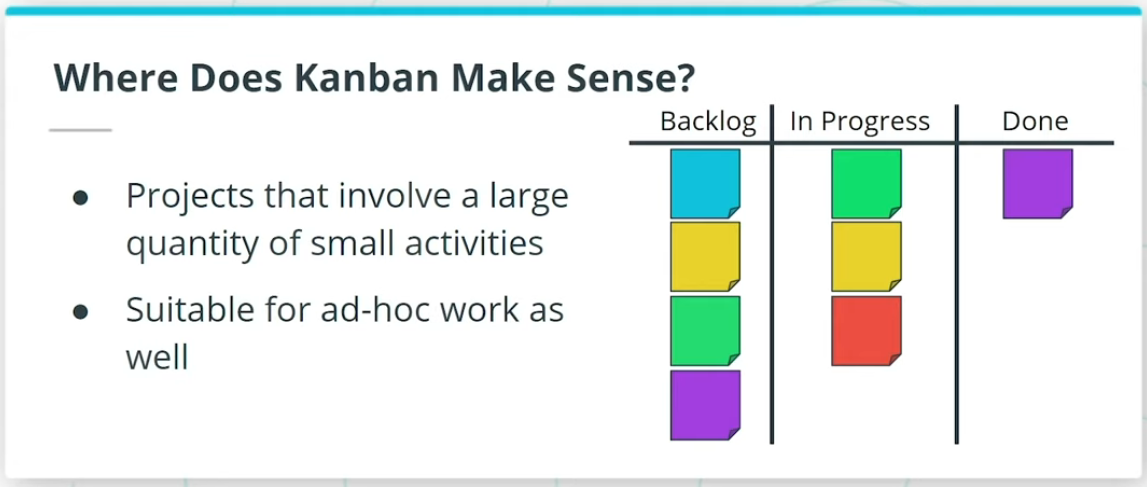 Where Does Kanban Make Sense?
Backlog In Progress Done
● Projects that involve a large
quantity of small activities
● Suitable for ad-hoc work as
well